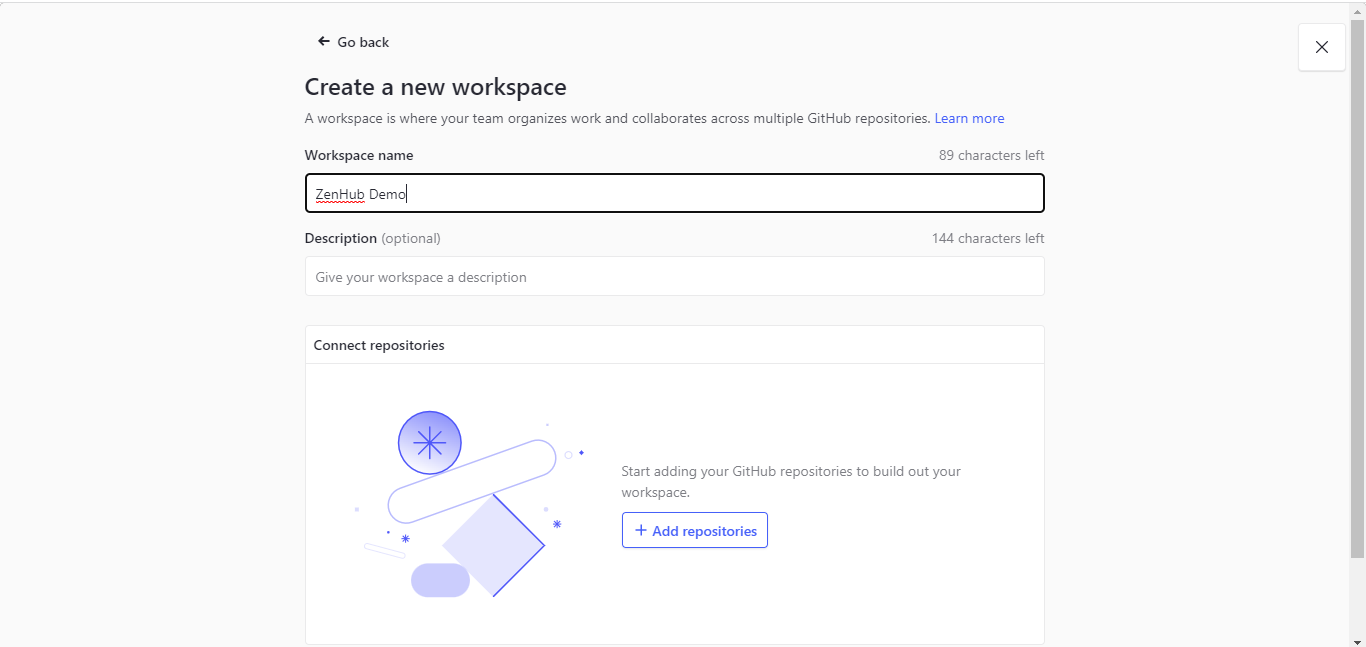 Go back
Create a new workspace
A workspace is where your team organizes work and collaborates across multiple GitHub repositories. Learn more
Workspace name 89 characters left
ZenHub Demo
Description (optional) 144 characters left
Give your workspace a description
Connect repositories
Start adding your GitHub repositories to build out your
workspace.
+ Add repositories